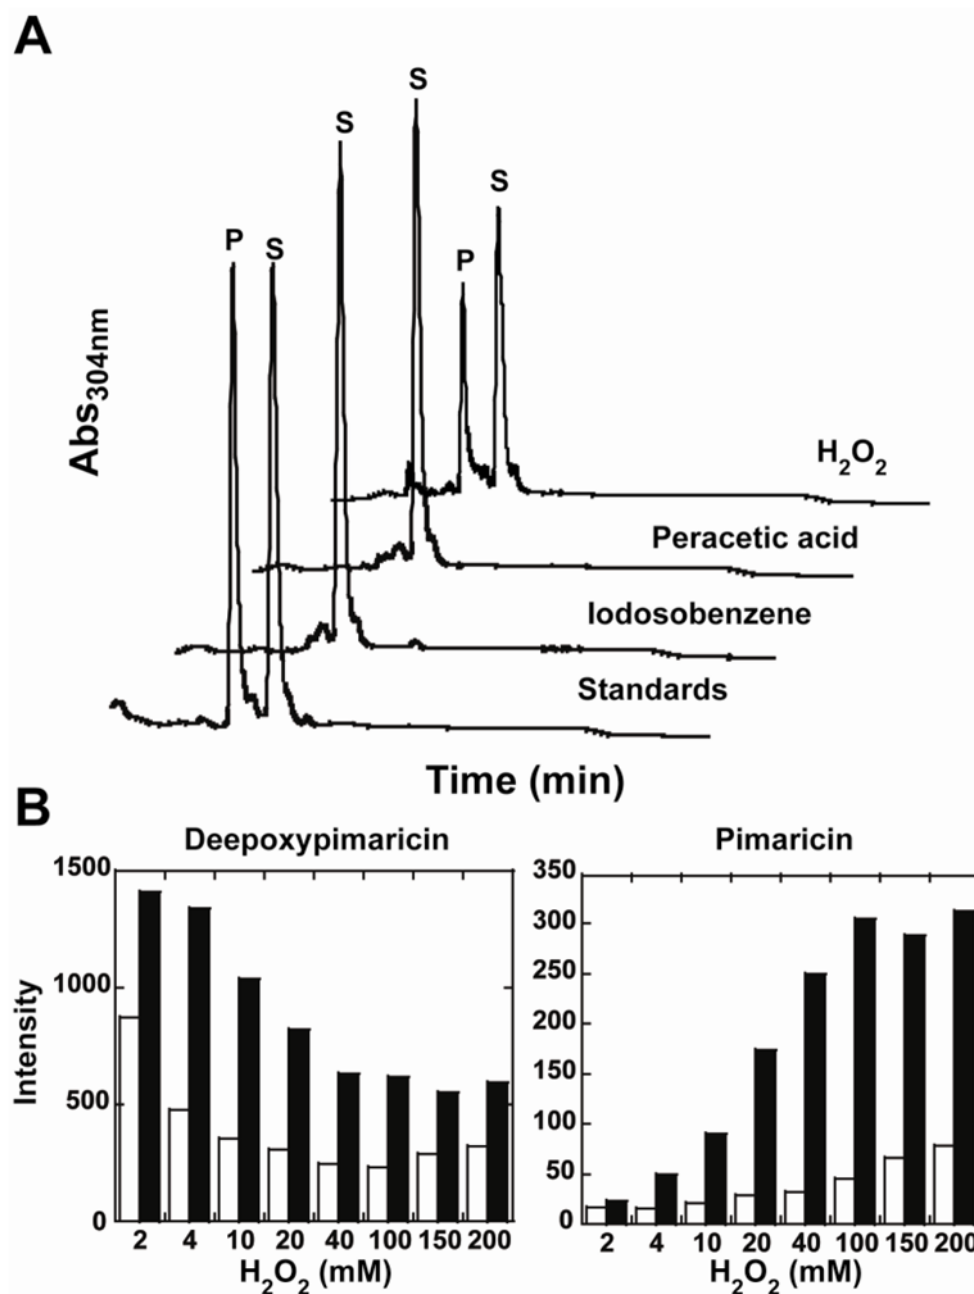 A
S
S
S
P
S
P
Abs304nm
H2O2
Peracetic acid
Iodosobenzene
Standards
Time (min)
B
Deepoxypimaricin
Pimaricin
1500
1000
500
0
Intensity
2 4 10 20 40 100 150 200
H2O2 (mM)
350
300
250
200
150
100
50
0
2 4 10 20 40 100 150 200
H2O2 (mM)